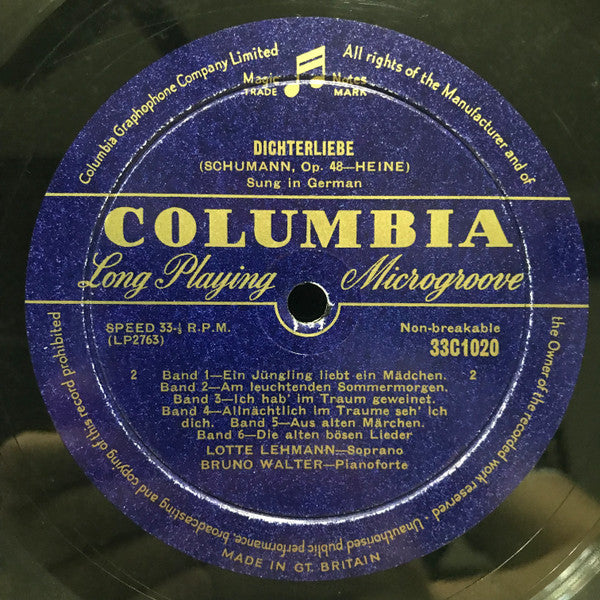 Columbia Graphophone Company Limited
All rights of the Manufacturer and of
the Owner of the recorded work reserved.
Unauthorised public performance, broadcasting and copying of this record prohibited
Magic Notes
TRADE MARK
DICHTERLIEBE
(SCHUMANN, Op. 48—HEINE)
Sung in German
COLUMBIA
Long Playing Microgroove
SPEED 33-⅓ R.P.M. Non-breakable
(LP2763) 33C1020
2 Band 1—Ein Jüngling liebt ein Mädchen. 2
Band 2—Am leuchtenden Sommermorgen.
Band 3—Ich hab' im Traum geweinet.
Band 4—Allnächtlich im Traume seh' ich
dich. Band 5—Aus alten Märchen.
Band 6—Die alten bösen Lieder
LOTTE LEHMANN—Soprano
BRUNO WALTER—Pianoforte
MADE IN GT. BRITAIN